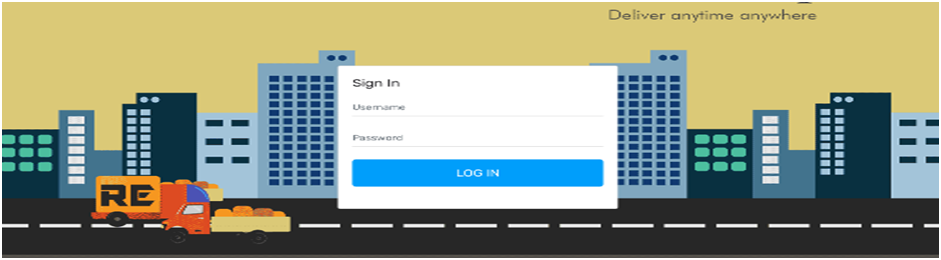 Deliver anytime anywhere
Sign In
Username
Password
LOG IN
RE